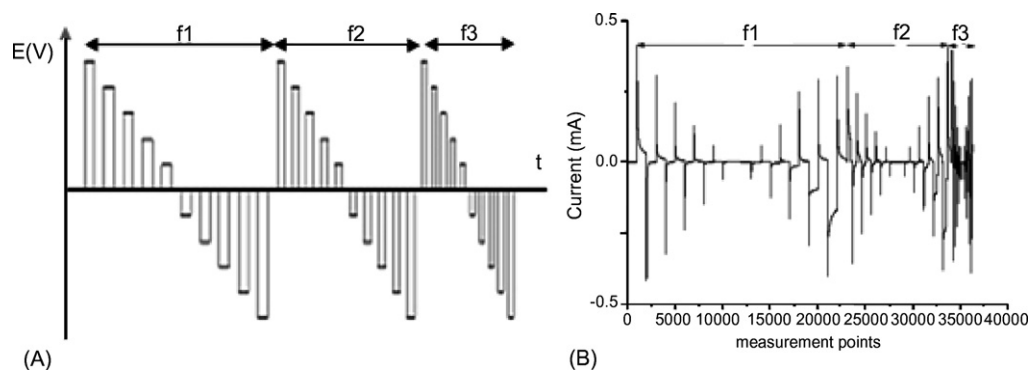 E(V)
f1
f2
f3
t
(A)
f1
f2
f3
0.5
0.0
-0.5
Current (mA)
0
5000
10000
15000
20000
25000
30000
35000
40000
measurement points
(B)